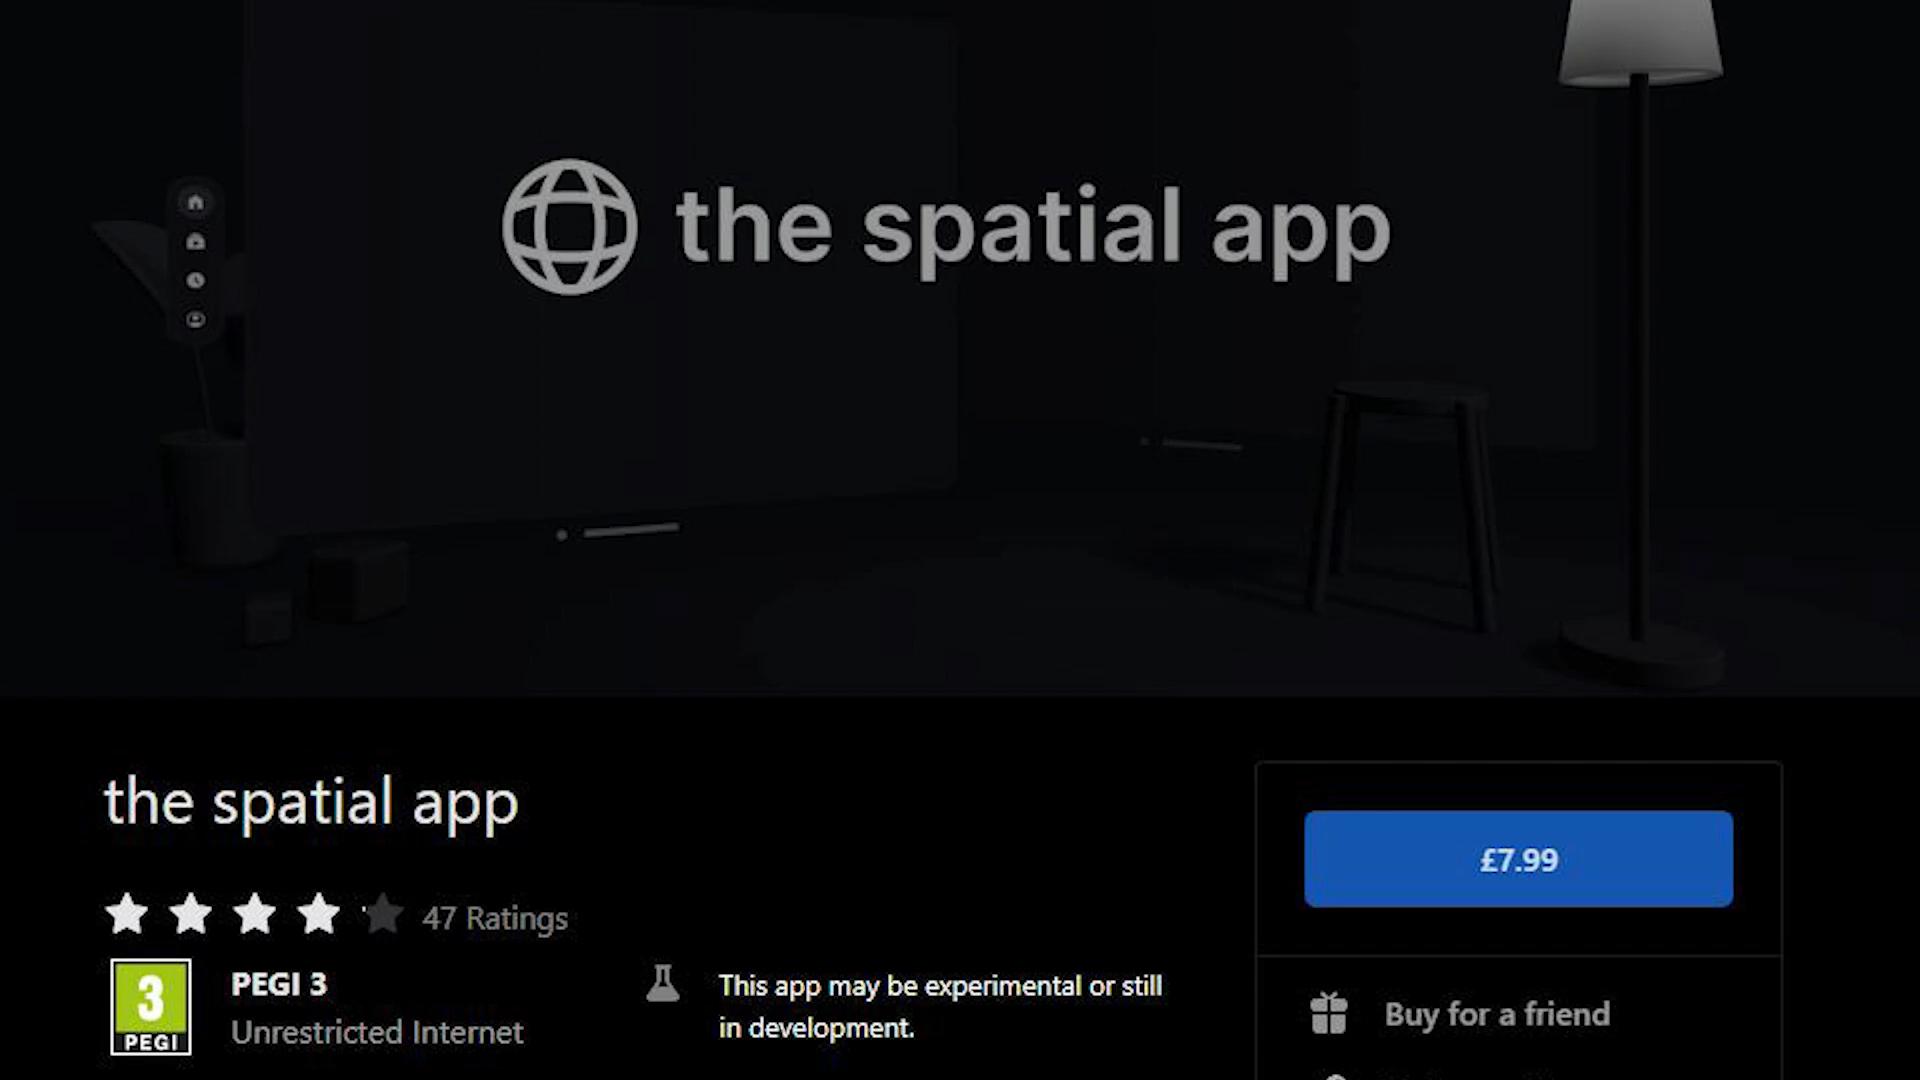 the spatial app
the spatial app
47 Ratings
£7.99
3
PEGI
PEGI 3
Unrestricted Internet
This app may be experimental or still
in development.
Buy for a friend